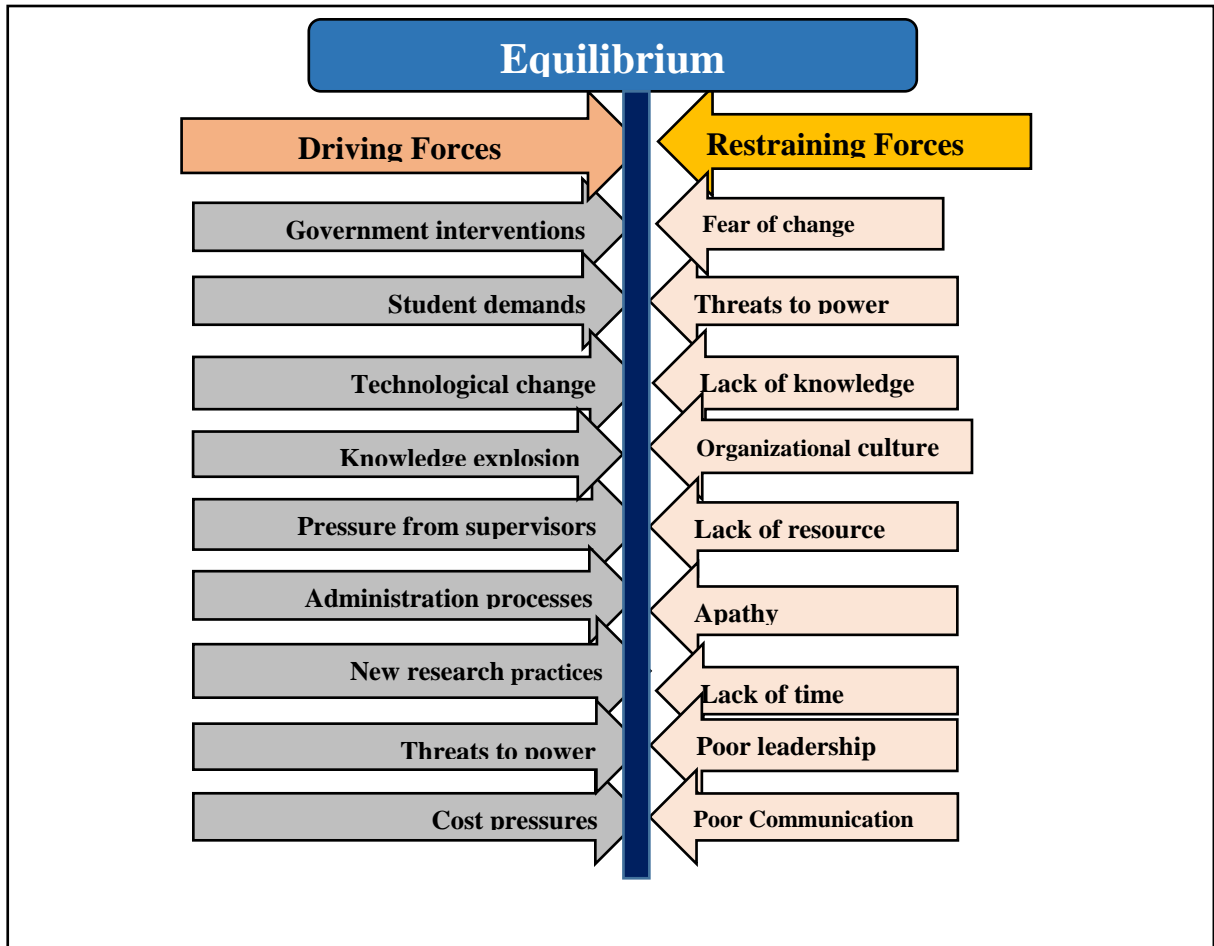 Equilibrium
Driving Forces
Restraining Forces
Government interventions
Fear of change
Student demands
Threats to power
Technological change
Lack of knowledge
Knowledge explosion
Organizational culture
Pressure from supervisors
Lack of resource
Administration processes
Apathy
New research practices
Lack of time
Threats to power
Poor leadership
Cost pressures
Poor Communication